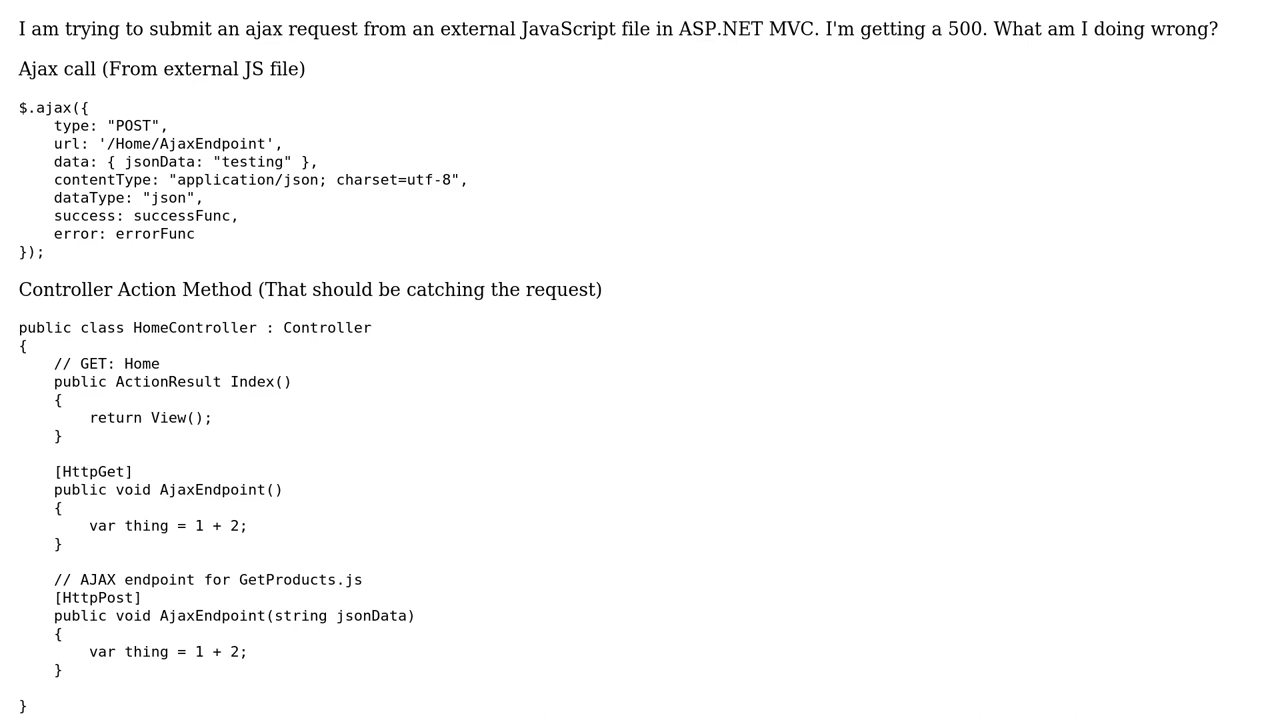 I am trying to submit an ajax request from an external JavaScript file in ASP.NET MVC. I'm getting a 500. What am I doing wrong?
Ajax call (From external JS file)
$.ajax({
    type: "POST",
    url: '/Home/AjaxEndpoint',
    data: { jsonData: "testing" },
    contentType: "application/json; charset=utf-8",
    dataType: "json",
    success: successFunc,
    error: errorFunc
});
Controller Action Method (That should be catching the request)
public class HomeController : Controller
{
    // GET: Home
    public ActionResult Index()
    {
        return View();
    }

    [HttpGet]
    public void AjaxEndpoint()
    {
        var thing = 1 + 2;
    }

    // AJAX endpoint for GetProducts.js
    [HttpPost]
    public void AjaxEndpoint(string jsonData)
    {
        var thing = 1 + 2;
    }

}